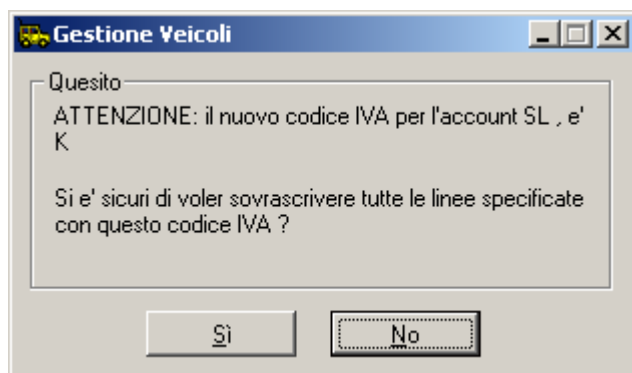 Gestione Veicoli
Quesito
ATTENZIONE: il nuovo codice IVA per l'account SL , e'
K
Si e' sicuri di voler sovrascrivere tutte le linee specificate
con questo codice IVA ?
Sì
No